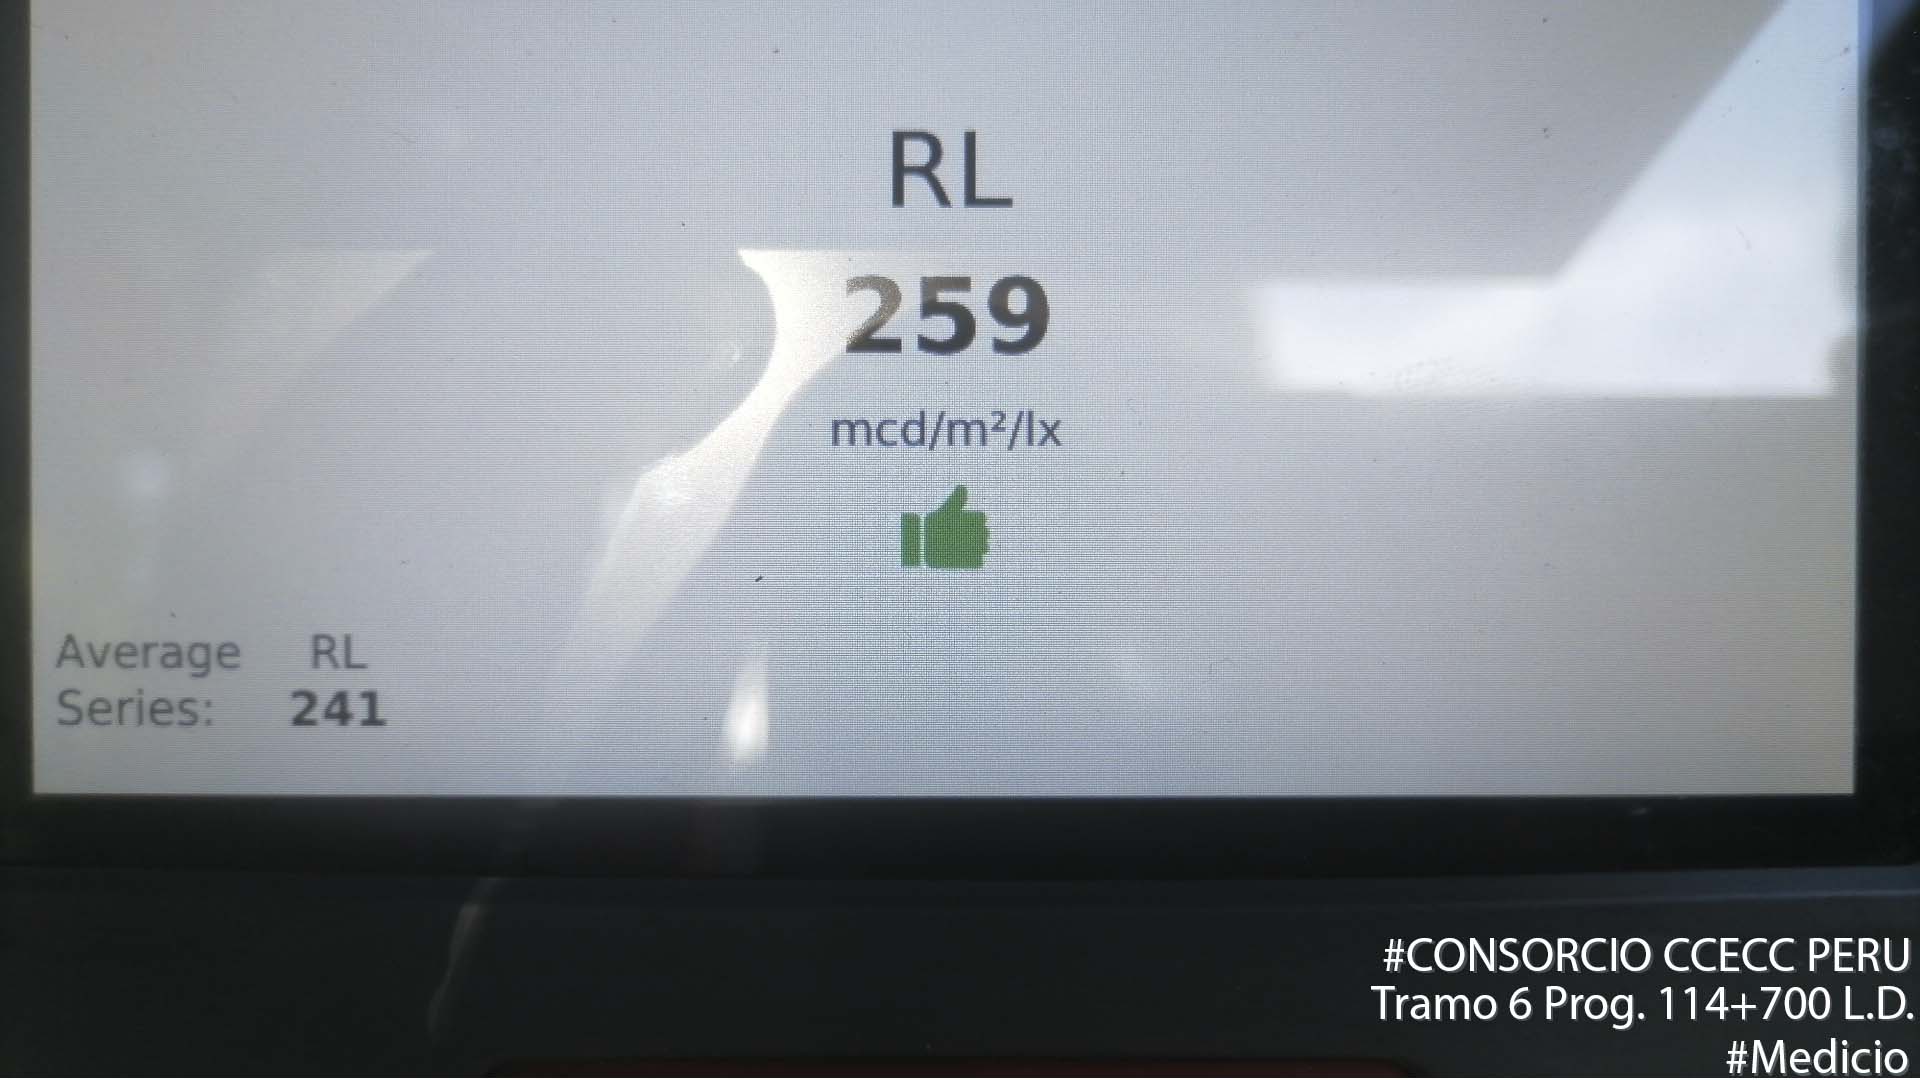 RL
259
mcd/m²/lx
Average RL
Series: 241
#CONSORCIO CCECC PERU
Tramo 6 Prog. 114+700 L.D.
#Medicio